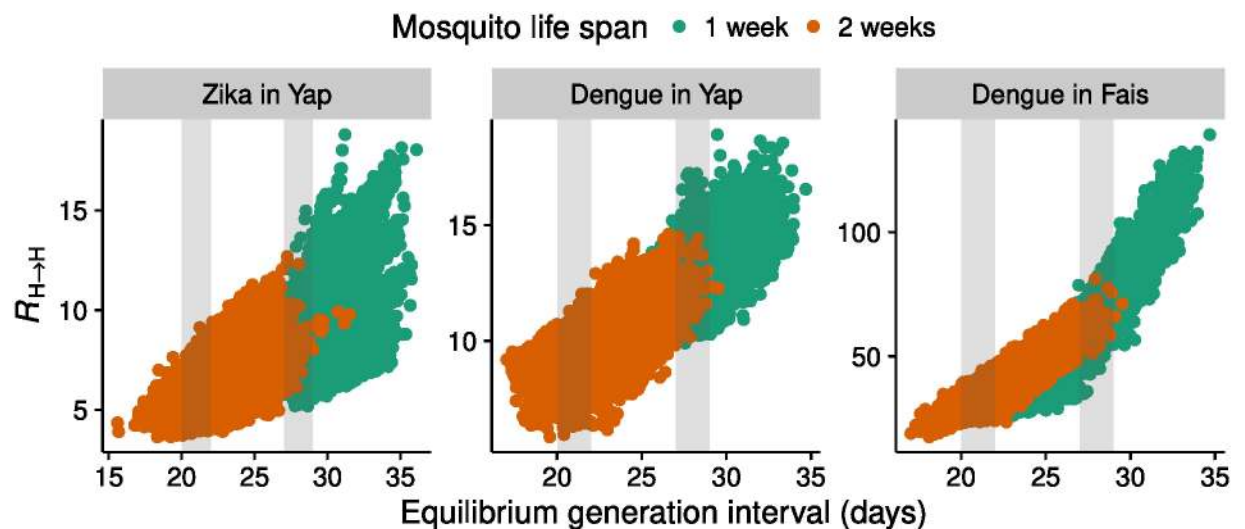 Mosquito life span 1 week 2 weeks
Zika in Yap Dengue in Yap Dengue in Fais
R_{H→H}
15
10
5
15
10
100
50
15 20 25 30 35 20 25 30 35 20 25 30 35
Equilibrium generation interval (days)